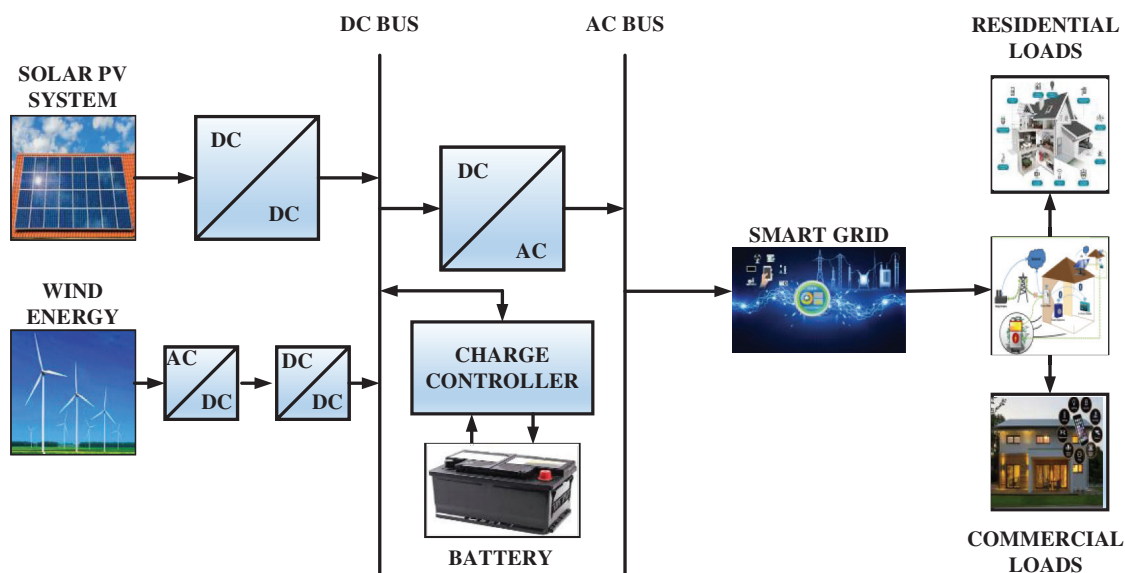 DC BUS
AC BUS
RESIDENTIAL
LOADS
SOLAR PV
SYSTEM
DC
DC
DC
AC
SMART GRID
WIND
ENERGY
AC
DC
DC
DC
CHARGE
CONTROLLER
BATTERY
COMMERCIAL
LOADS